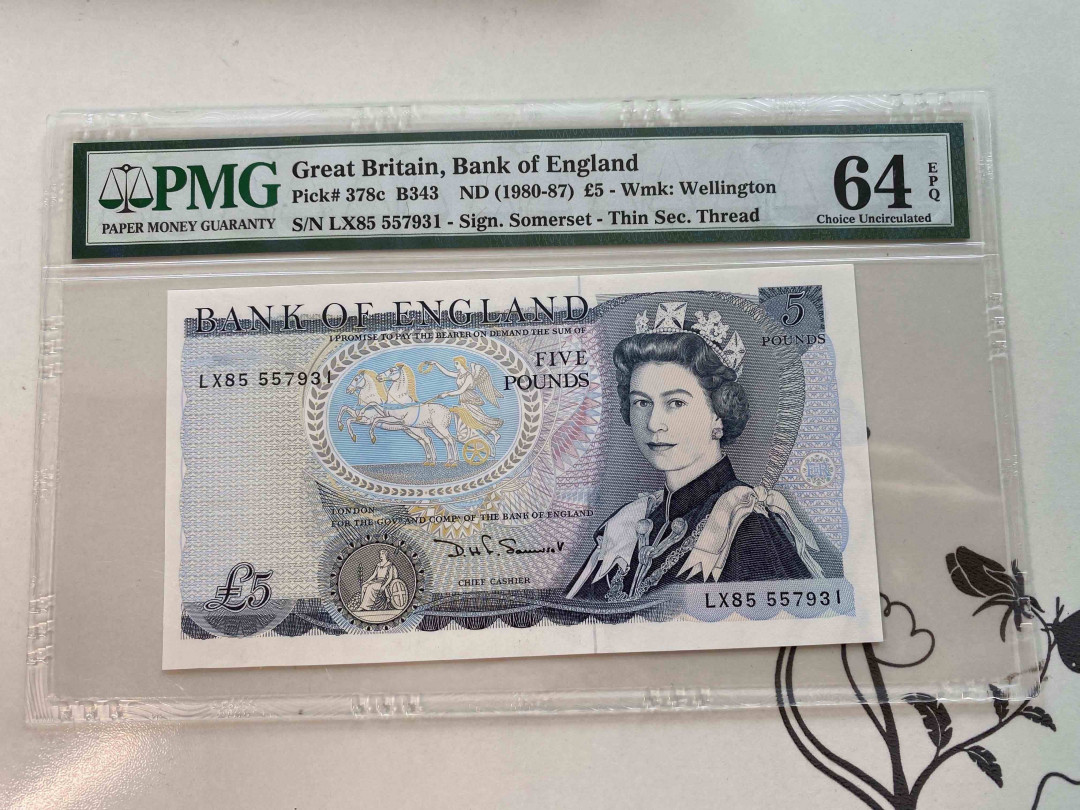 PMG
PAPER MONEY GUARANTY
Great Britain, Bank of England
Pick# 378c B343 ND (1980-87) £5 - Wmk: Wellington
S/N LX85 557931 - Sign. Somerset - Thin Sec. Thread
64
EPQ
Choice Uncirculated
BANK OF ENGLAND
I PROMISE TO PAY THE BEARER ON DEMAND THE SUM OF
FIVE
POUNDS
5
POUNDS
LX85 557931
LONDON
FOR THE GOVR AND COMPA OF THE BANK OF ENGLAND
CHIEF CASHIER
£5
LX85 557931